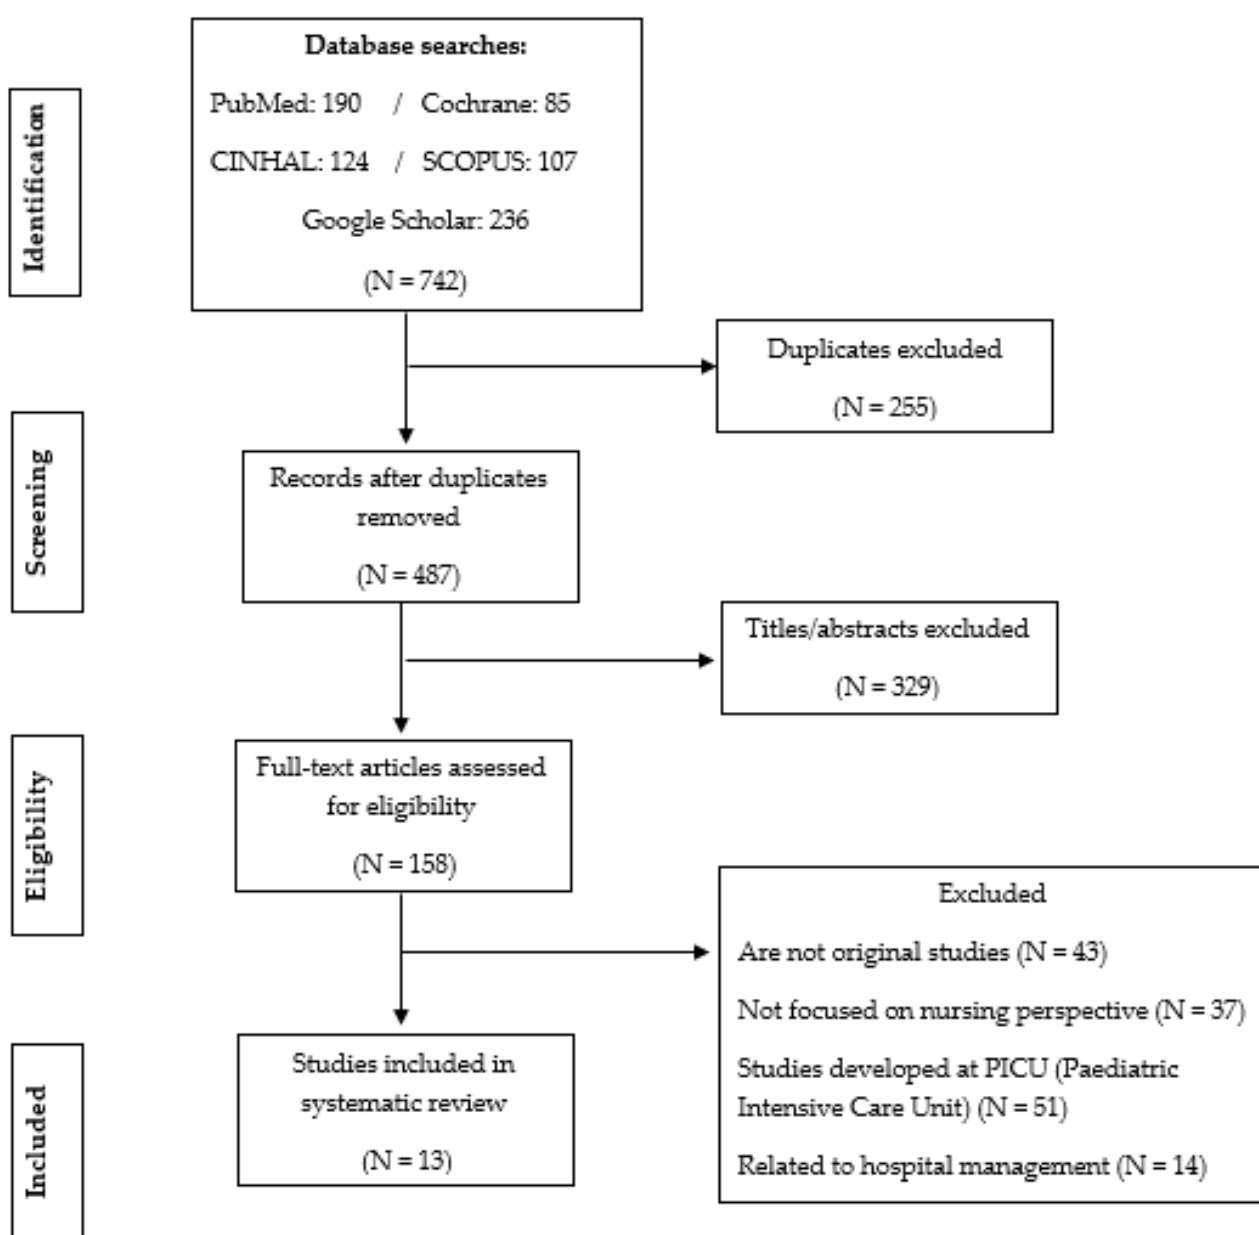 Identification
Database searches:
PubMed: 190 / Cochrane: 85
CINHAL: 124 / SCOPUS: 107
Google Scholar: 236
(N = 742)
Duplicates excluded
(N = 255)
Screening
Records after duplicates
removed
(N = 487)
Titles/abstracts excluded
(N = 329)
Eligibility
Full-text articles assessed
for eligibility
(N = 158)
Excluded
Are not original studies (N = 43)
Not focused on nursing perspective (N = 37)
Studies developed at PICU (Paediatric
Intensive Care Unit) (N = 51)
Related to hospital management (N = 14)
Included
Studies included in
systematic review
(N = 13)